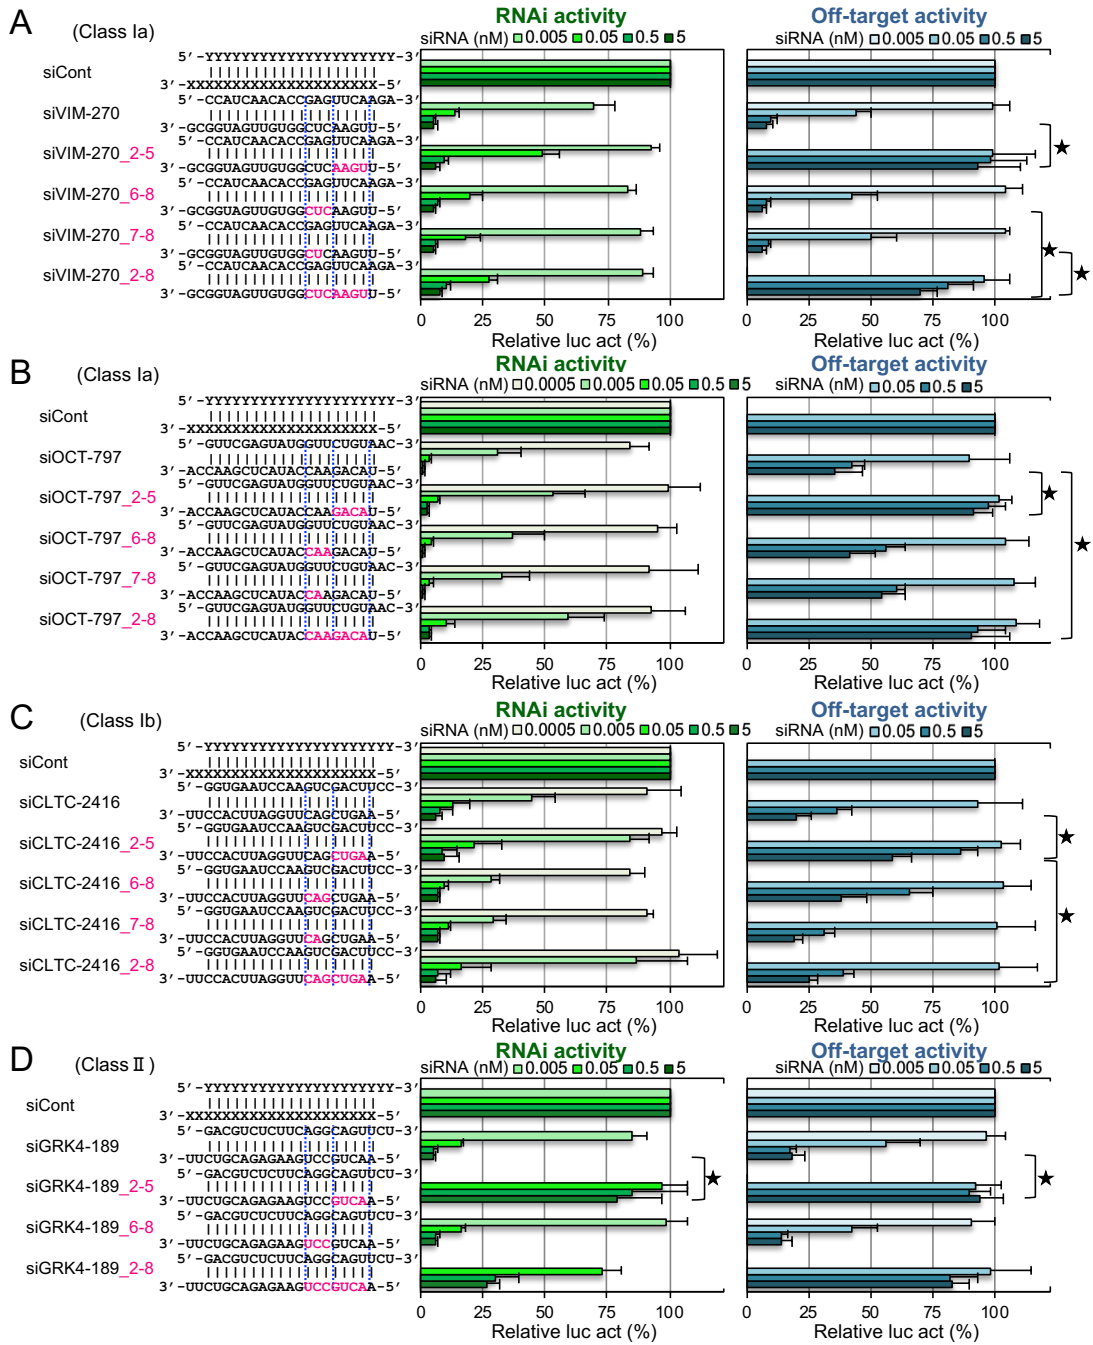 A
(Class Ia)
RNAi activity
Off-target activity
siRNA (nM) 0.005 0.05 0.5 5
siRNA (nM) 0.005 0.05 0.5 5
5′-YYYYYYYYYYYYYYYYYYYYYY-3′
siCont
3′-XXXXXXXXXXXXXXXXXXXXXX-5′
5′-CCAUCAACACCGAGUUCAAGA-3′
siVIM-270
3′-GCGGUAGUUGUGGCUCAAGUU-5′
5′-CCAUCAACACCGAGUUCAAGA-3′
siVIM-270_2-5
3′-GCGGUAGUUGUGGCUCAAGUU-5′
5′-CCAUCAACACCGAGUUCAAGA-3′
siVIM-270_6-8
3′-GCGGUAGUUGUGGCUCAAGUU-5′
5′-CCAUCAACACCGAGUUCAAGA-3′
siVIM-270_7-8
3′-GCGGUAGUUGUGGCUCAAGUU-5′
5′-CCAUCAACACCGAGUUCAAGA-3′
siVIM-270_2-8
3′-GCGGUAGUUGUGGCUCAAGUU-5′
0 25 50 75 100
0 25 50 75 100
Relative luc act (%)
Relative luc act (%)
B
(Class Ia)
RNAi activity
Off-target activity
siRNA (nM) 0.0005 0.005 0.05 0.5 5
siRNA (nM) 0.05 0.5 5
5′-YYYYYYYYYYYYYYYYYYYYYY-3′
siCont
3′-XXXXXXXXXXXXXXXXXXXXXX-5′
5′-GUUCGAGUAUGGUUCUGUAAC-3′
siOCT-797
3′-ACCAAGCUCAUACCAAGACAU-5′
5′-GUUCGAGUAUGGUUCUGUAAC-3′
siOCT-797_2-5
3′-ACCAAGCUCAUACCAAGACAU-5′
5′-GUUCGAGUAUGGUUCUGUAAC-3′
siOCT-797_6-8
3′-ACCAAGCUCAUACCAAGACAU-5′
5′-GUUCGAGUAUGGUUCUGUAAC-3′
siOCT-797_7-8
3′-ACCAAGCUCAUACCAAGACAU-5′
5′-GUUCGAGUAUGGUUCUGUAAC-3′
siOCT-797_2-8
3′-ACCAAGCUCAUACCAAGACAU-5′
0 25 50 75 100
0 25 50 75 100
Relative luc act (%)
Relative luc act (%)
C
(Class Ib)
RNAi activity
Off-target activity
siRNA (nM) 0.0005 0.005 0.05 0.5 5
siRNA (nM) 0.05 0.5 5
5′-YYYYYYYYYYYYYYYYYYYYYY-3′
siCont
3′-XXXXXXXXXXXXXXXXXXXXXX-5′
5′-GGUGAAUCCAAGUCGACUUCC-3′
siCLTC-2416
3′-UUCCACUUAGGUUCAGCUGAA-5′
5′-GGUGAAUCCAAGUCGACUUCC-3′
siCLTC-2416_2-5
3′-UUCCACUUAGGUUCAGCUGAA-5′
5′-GGUGAAUCCAAGUCGACUUCC-3′
siCLTC-2416_6-8
3′-UUCCACUUAGGUUCAGCUGAA-5′
5′-GGUGAAUCCAAGUCGACUUCC-3′
siCLTC-2416_7-8
3′-UUCCACUUAGGUUCAGCUGAA-5′
5′-GGUGAAUCCAAGUCGACUUCC-3′
siCLTC-2416_2-8
3′-UUCCACUUAGGUUCAGCUGAA-5′
0 25 50 75 100
0 25 50 75 100
Relative luc act (%)
Relative luc act (%)
D
(Class Ⅱ)
RNAi activity
Off-target activity
siRNA (nM) 0.005 0.05 0.5 5
siRNA (nM) 0.005 0.05 0.5 5
5′-YYYYYYYYYYYYYYYYYYYYYY-3′
siCont
3′-XXXXXXXXXXXXXXXXXXXXXX-5′
5′-GACGUCUCUUCAGGCAGUUCU-3′
siGRK4-189
3′-UUCUGCAGAGAAGUCCGUCAA-5′
5′-GACGUCUCUUCAGGCAGUUCU-3′
siGRK4-189_2-5
3′-UUCUGCAGAGAAGUCCGUCAA-5′
5′-GACGUCUCUUCAGGCAGUUCU-3′
siGRK4-189_6-8
3′-UUCUGCAGAGAAGUCCGUCAA-5′
5′-GACGUCUCUUCAGGCAGUUCU-3′
siGRK4-189_2-8
3′-UUCUGCAGAGAAGUCCGUCAA-5′
0 25 50 75 100
0 25 50 75 100
Relative luc act (%)
Relative luc act (%)